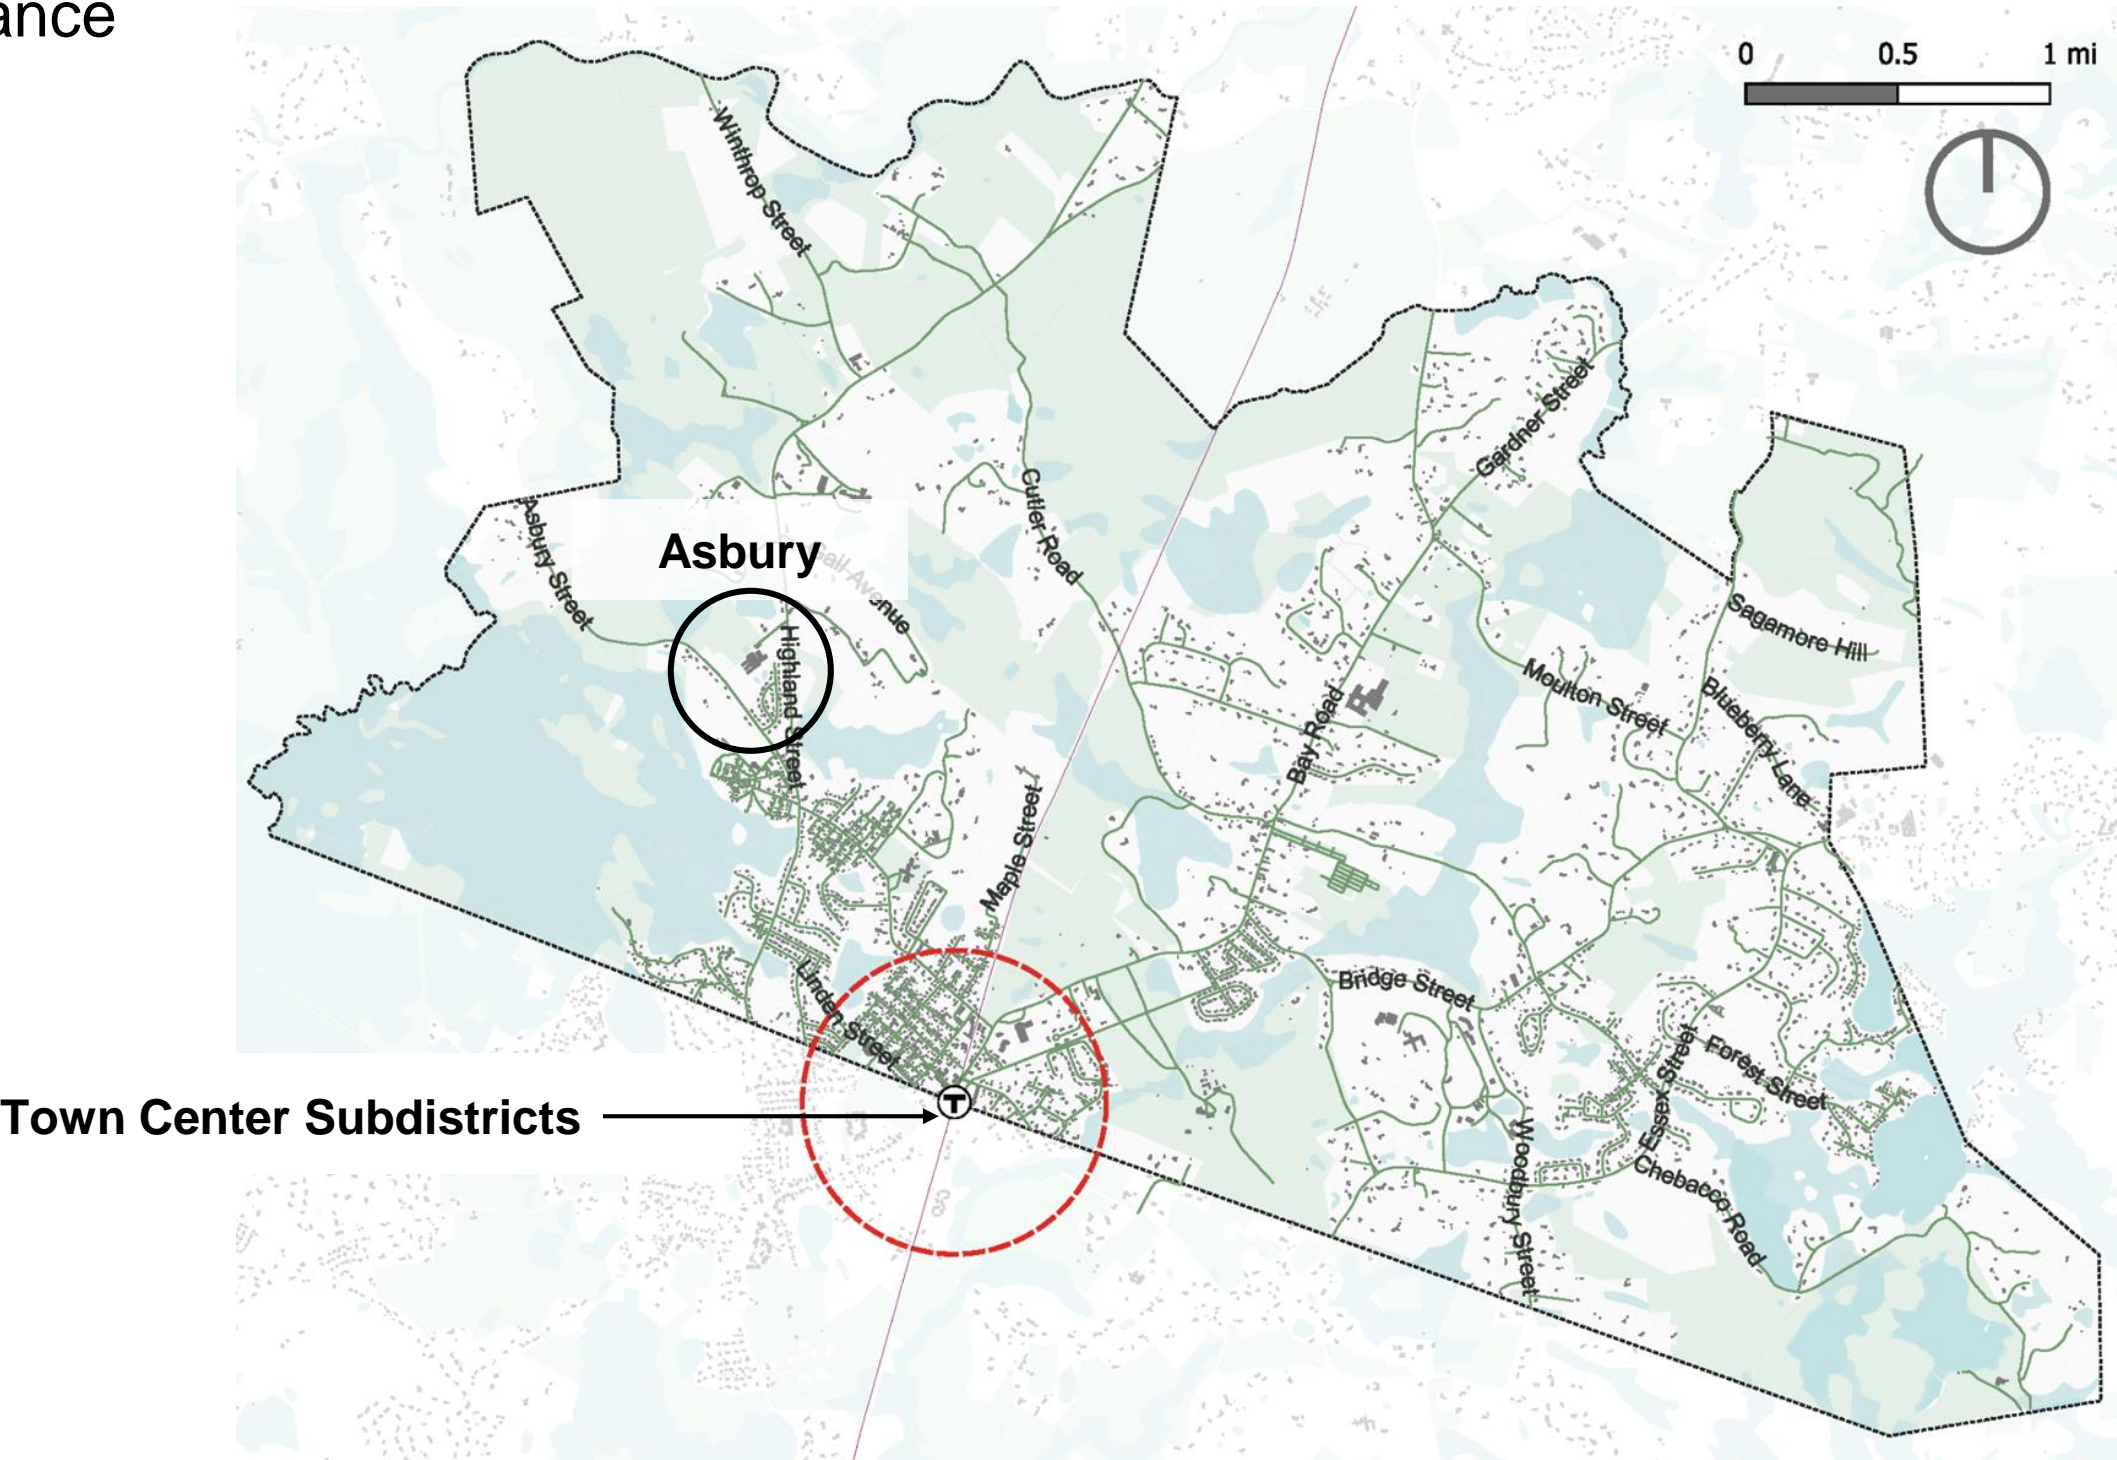 ance
0 0.5 1 mi
Winthrop Street
Gardner Street
Cutler Road
Asbury Street
Asbury
sail Avenue
Highland Street
Sagamore Hill
Moulton Street
Blueberry Lane
Bay Road
Maple Street
Linden Street
Bridge Street
Forest Street
Essex Street
Town Center Subdistricts
T
Woodbury Street
Chebacco Road